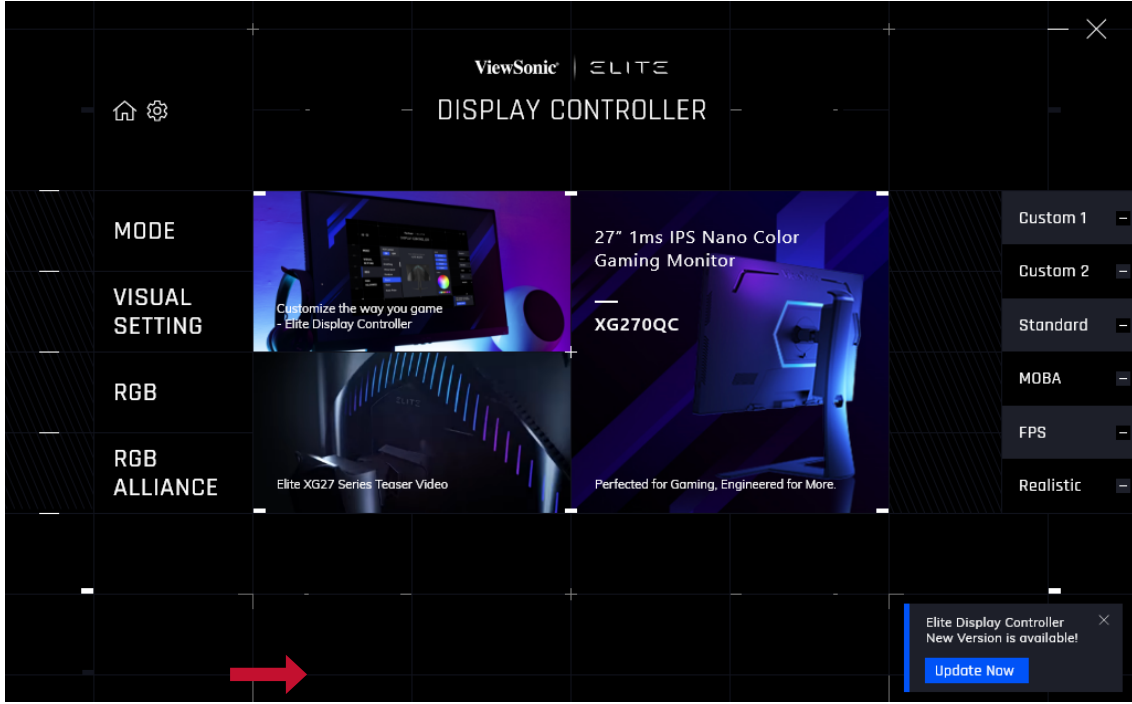 ViewSonic ELITE
DISPLAY CONTROLLER
MODE
VISUAL
SETTING
RGB
RGB
ALLIANCE
Customize the way you game
- Elite Display Controller
ELITE
Elite XG27 Series Teaser Video
27" 1ms IPS Nano Color
Gaming Monitor
XG270QC
Perfected for Gaming, Engineered for More.
Custom 1
Custom 2
Standard
MOBA
FPS
Realistic
Elite Display Controller
New Version is available!
Update Now